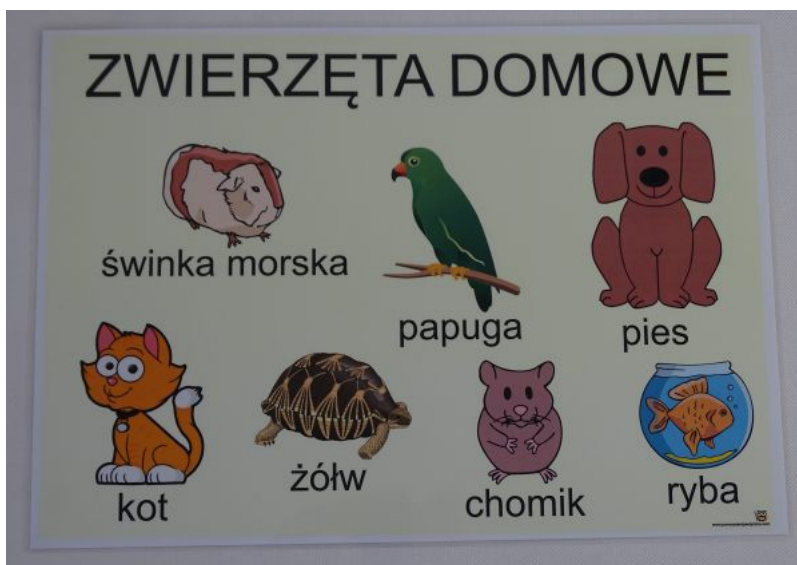 ZWIERZĘTA DOMOWE
świnka morska
papuga
pies
kot
żółw
chomik
ryba